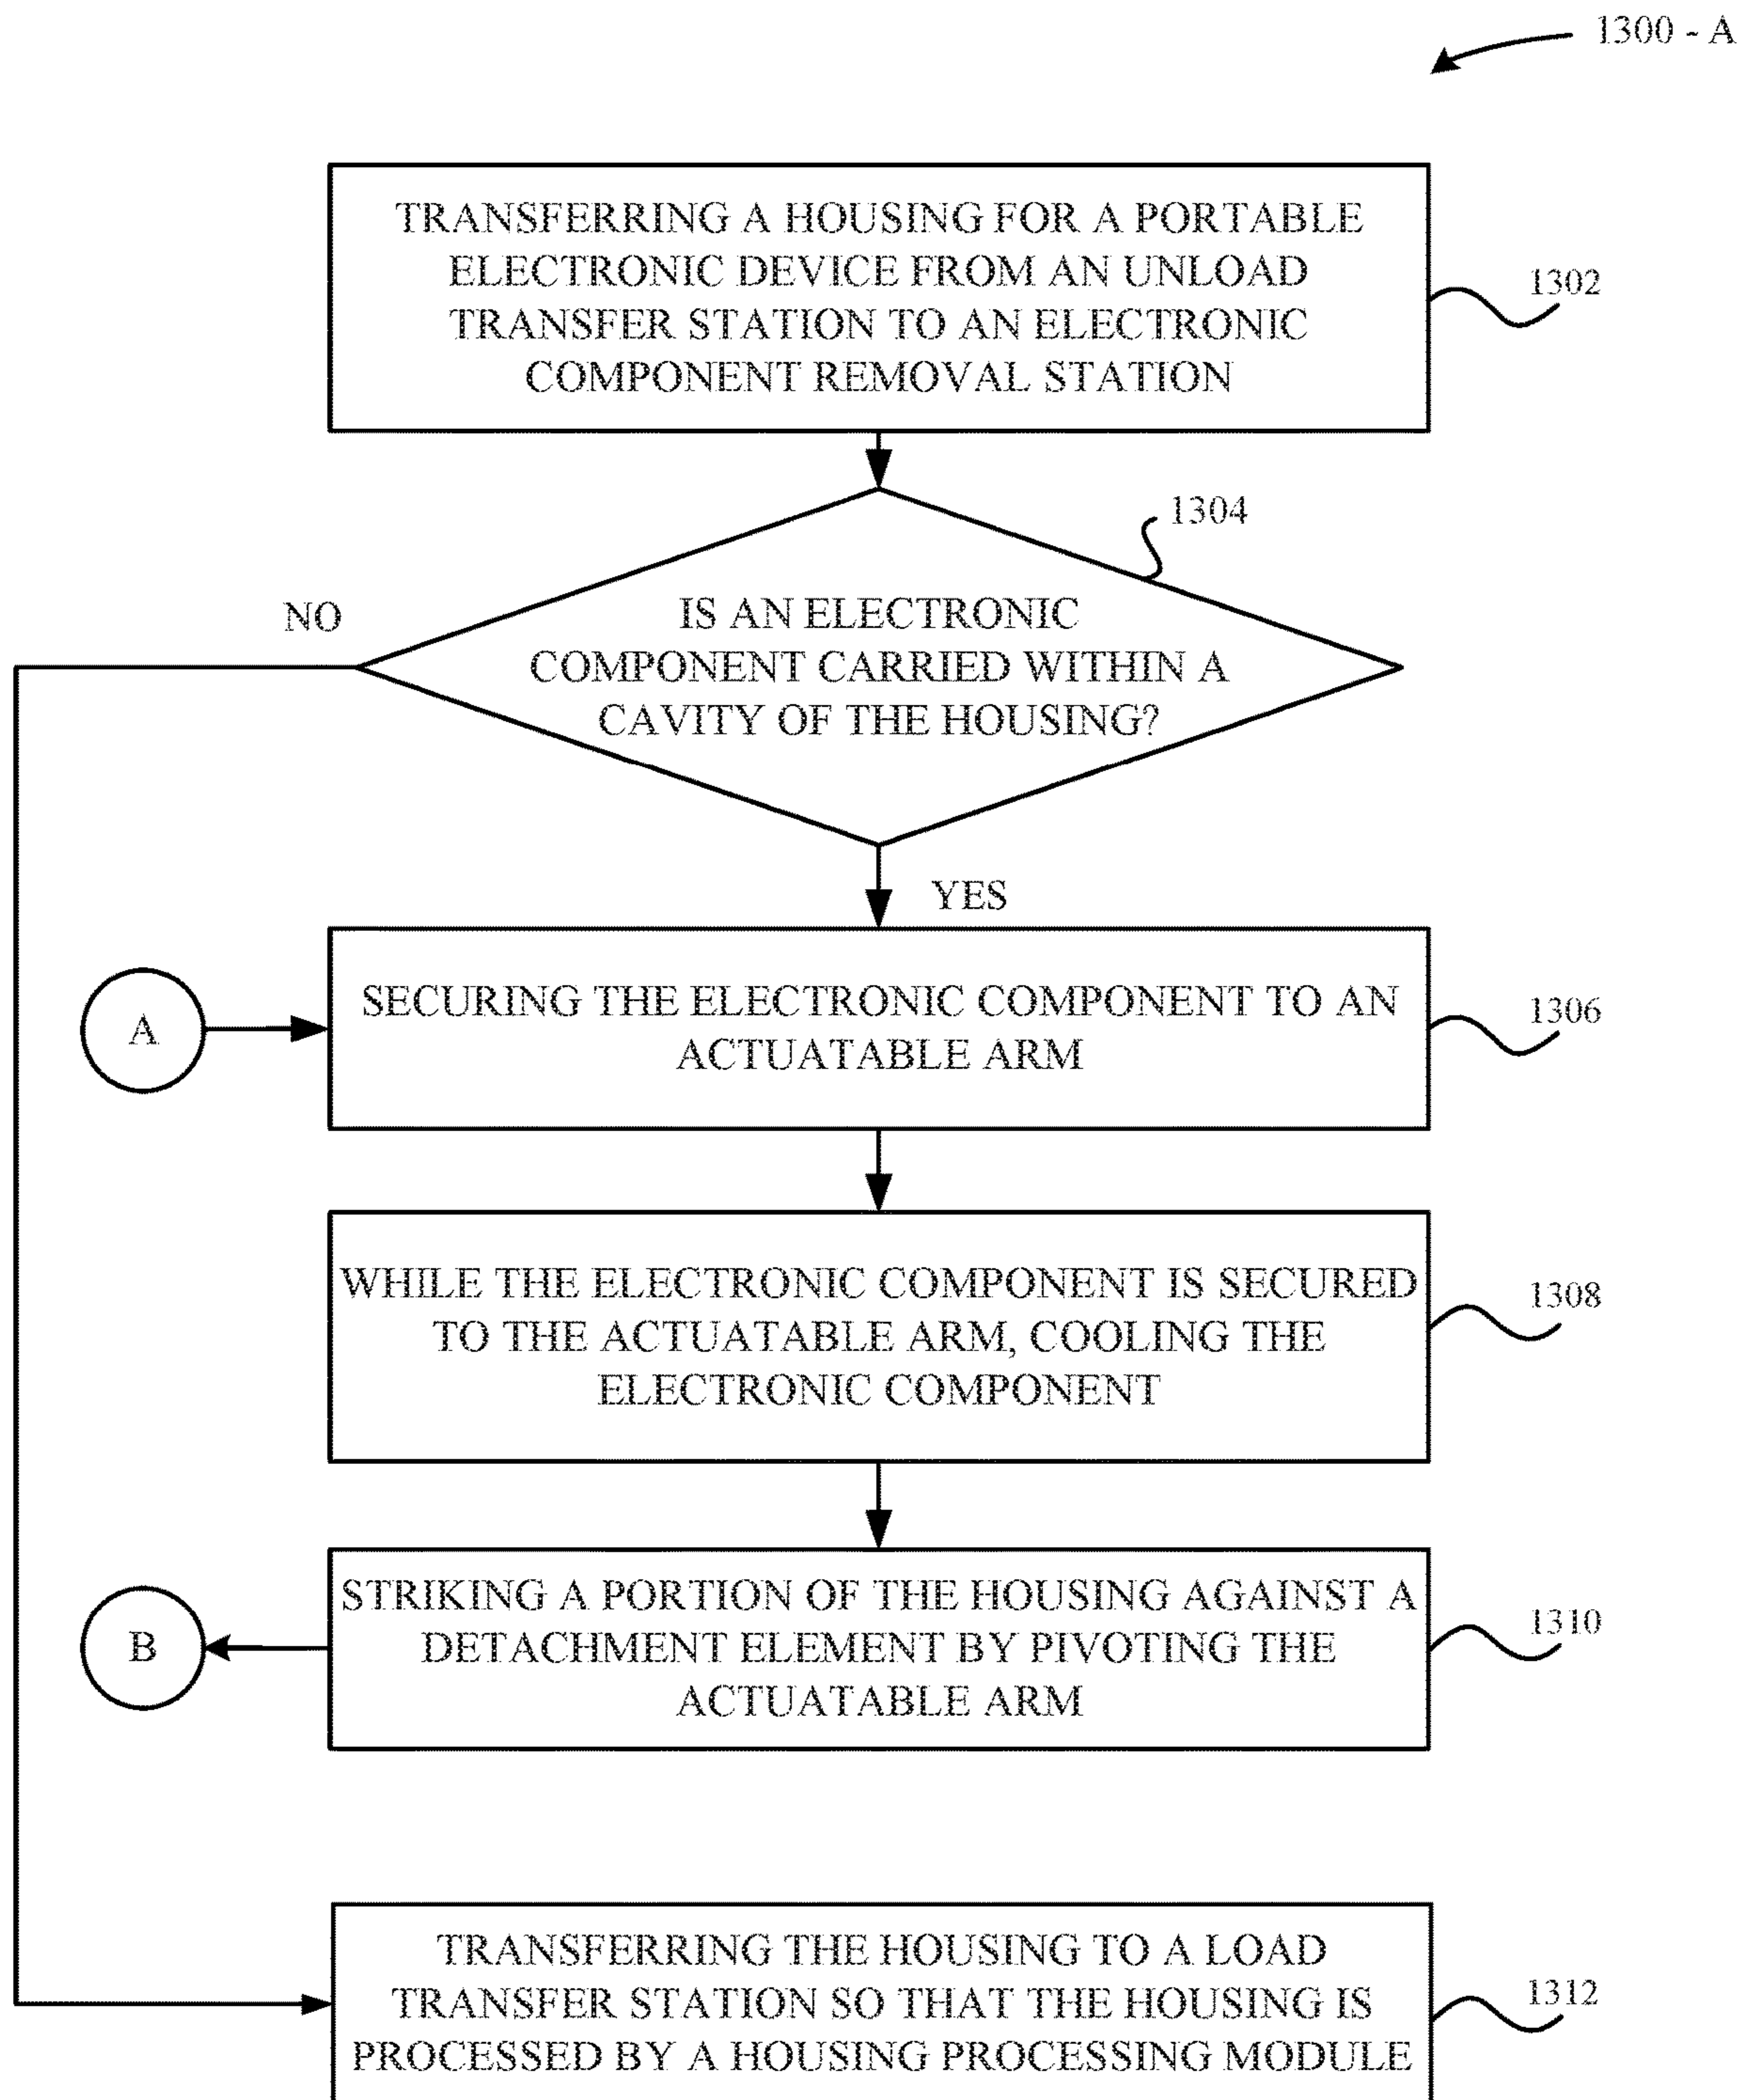 1300 - A
TRANSFERRING A HOUSING FOR A PORTABLE
ELECTRONIC DEVICE FROM AN UNLOAD
TRANSFER STATION TO AN ELECTRONIC
COMPONENT REMOVAL STATION
1302
1304
NO
IS AN ELECTRONIC
COMPONENT CARRIED WITHIN A
CAVITY OF THE HOUSING?
YES
A
SECURING THE ELECTRONIC COMPONENT TO AN
ACTUATABLE ARM
1306
WHILE THE ELECTRONIC COMPONENT IS SECURED
TO THE ACTUATABLE ARM, COOLING THE
ELECTRONIC COMPONENT
1308
B
STRIKING A PORTION OF THE HOUSING AGAINST A
DETACHMENT ELEMENT BY PIVOTING THE
ACTUATABLE ARM
1310
TRANSFERRING THE HOUSING TO A LOAD
TRANSFER STATION SO THAT THE HOUSING IS
PROCESSED BY A HOUSING PROCESSING MODULE
1312